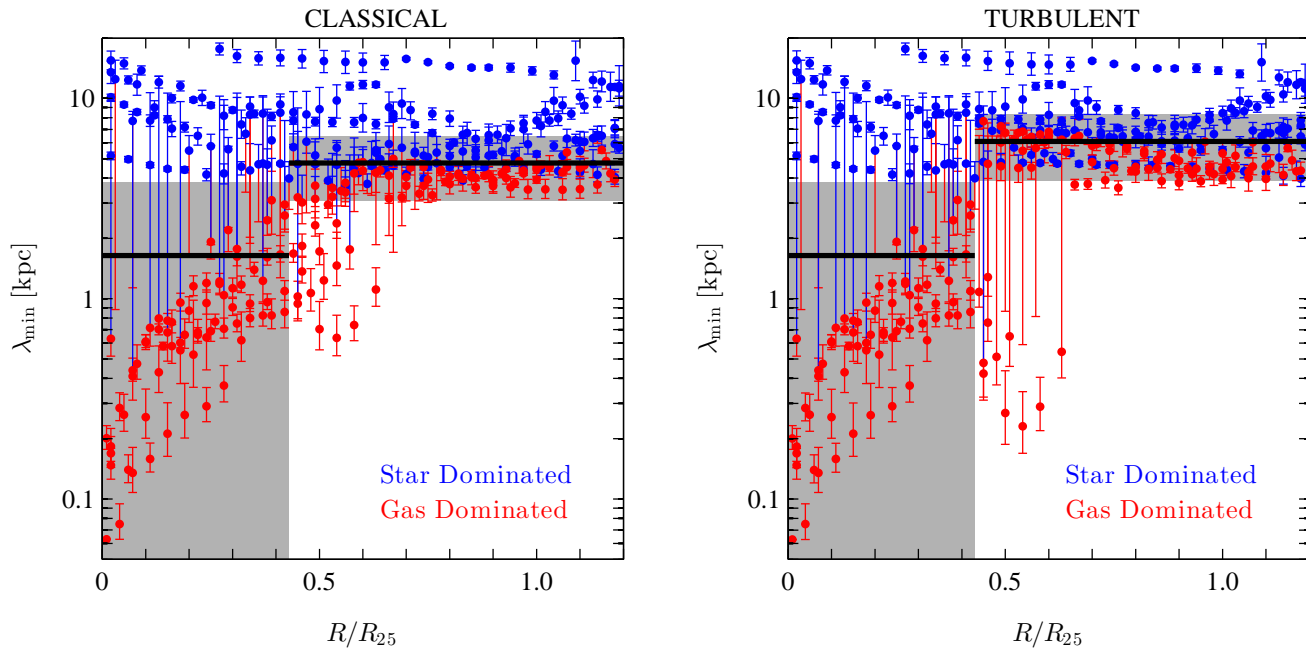 CLASSICAL
λmin [kpc]
10
1
0.1
Star Dominated
Gas Dominated
0
0.5
1.0
R/R25
TURBULENT
λmin [kpc]
10
1
0.1
Star Dominated
Gas Dominated
0
0.5
1.0
R/R25